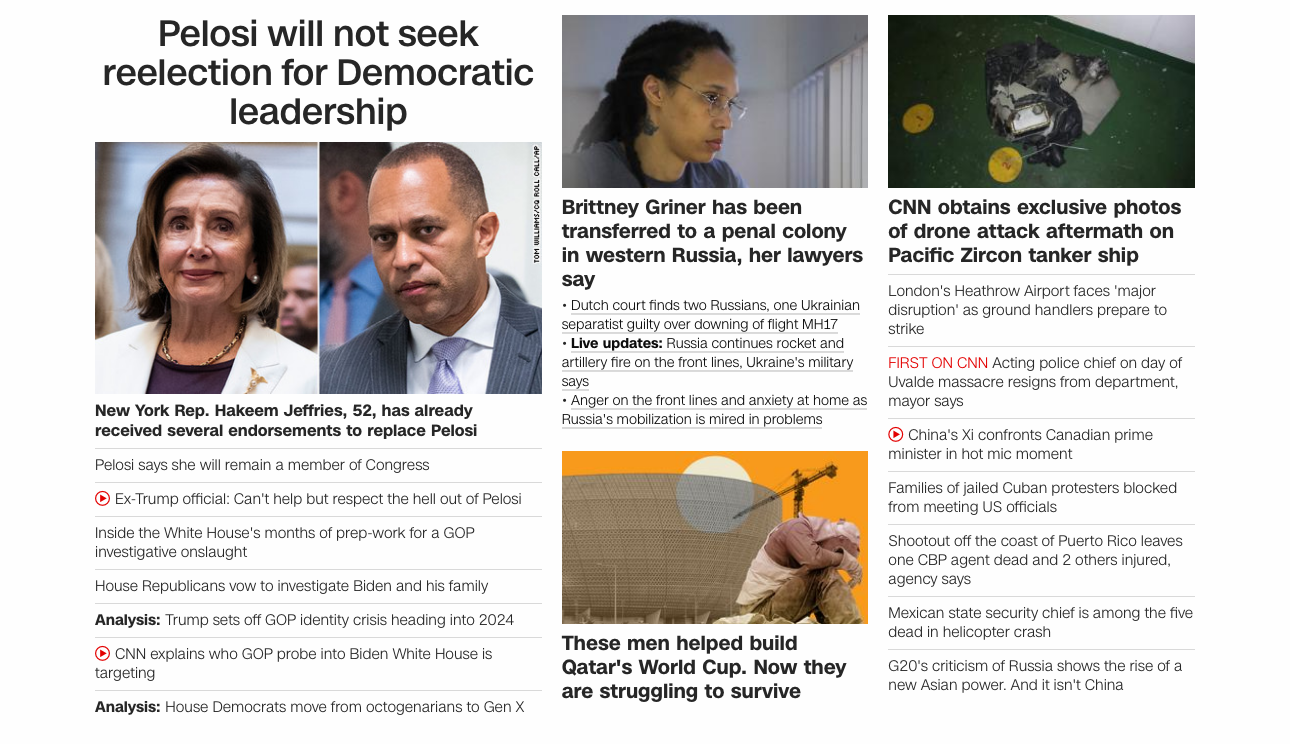 Pelosi will not seek
reelection for Democratic
leadership
TOM WILLIAMS/CQ ROLL CALL/AP
New York Rep. Hakeem Jeffries, 52, has already
received several endorsements to replace Pelosi
Pelosi says she will remain a member of Congress
Ex-Trump official: Can't help but respect the hell out of Pelosi
Inside the White House's months of prep-work for a GOP
investigative onslaught
House Republicans vow to investigate Biden and his family
Analysis: Trump sets off GOP identity crisis heading into 2024
CNN explains who GOP probe into Biden White House is
targeting
Analysis: House Democrats move from octogenarians to Gen X
Brittney Griner has been
transferred to a penal colony
in western Russia, her lawyers
say
• Dutch court finds two Russians, one Ukrainian
separatist guilty over downing of flight MH17
• Live updates: Russia continues rocket and
artillery fire on the front lines, Ukraine's military
says
• Anger on the front lines and anxiety at home as
Russia's mobilization is mired in problems
These men helped build
Qatar's World Cup. Now they
are struggling to survive
CNN obtains exclusive photos
of drone attack aftermath on
Pacific Zircon tanker ship
London's Heathrow Airport faces 'major
disruption' as ground handlers prepare to
strike
FIRST ON CNN Acting police chief on day of
Uvalde massacre resigns from department,
mayor says
China's Xi confronts Canadian prime
minister in hot mic moment
Families of jailed Cuban protesters blocked
from meeting US officials
Shootout off the coast of Puerto Rico leaves
one CBP agent dead and 2 others injured,
agency says
Mexican state security chief is among the five
dead in helicopter crash
G20's criticism of Russia shows the rise of a
new Asian power. And it isn't China